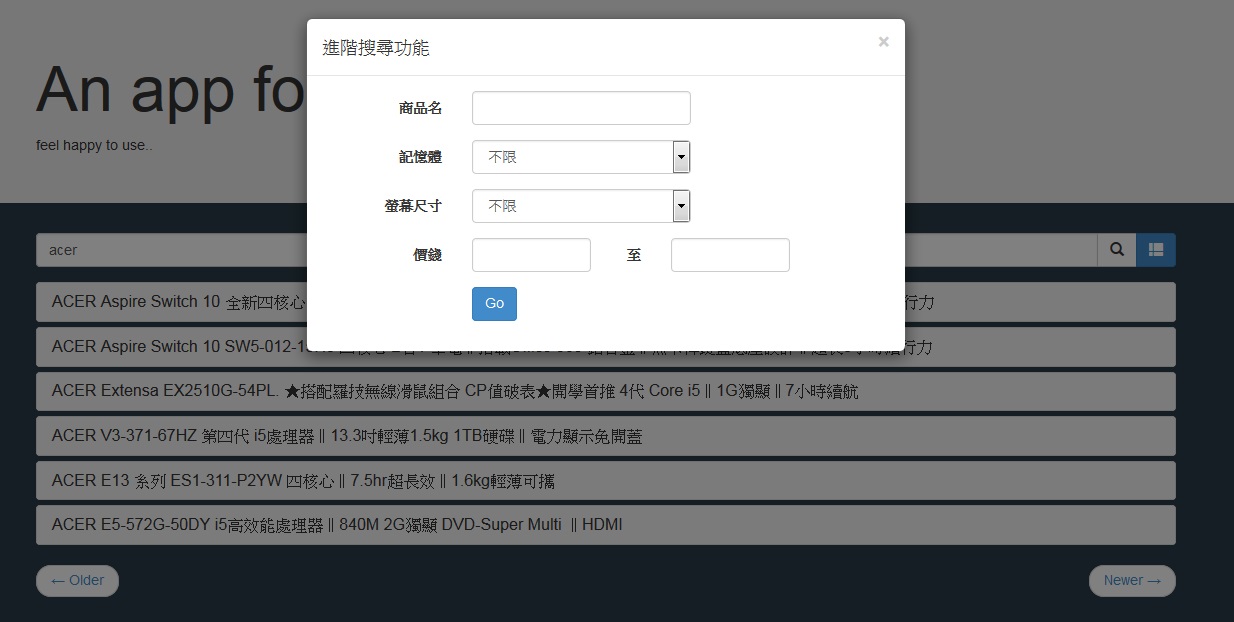 進階搜尋功能
×
An app fo
feel happy to use..
商品名
記憶體 不限
螢幕尺寸 不限
價錢 至
Go
acer
ACER Aspire Switch 10 全新四核心 行力
ACER Aspire Switch 10 SW5-012-1 續行力
ACER Extensa EX2510G-54PL. ★搭配羅技無線滑鼠組合 CP值破表★開學首推 4代 Core i5∥1G獨顯∥7小時續航
ACER V3-371-67HZ 第四代 i5處理器∥13.3吋輕薄1.5kg 1TB硬碟∥電力顯示免開蓋
ACER E13 系列 ES1-311-P2YW 四核心∥7.5hr超長效∥1.6kg輕薄可攜
ACER E5-572G-50DY i5高效能處理器∥840M 2G獨顯 DVD-Super Multi ∥HDMI
← Older
Newer →